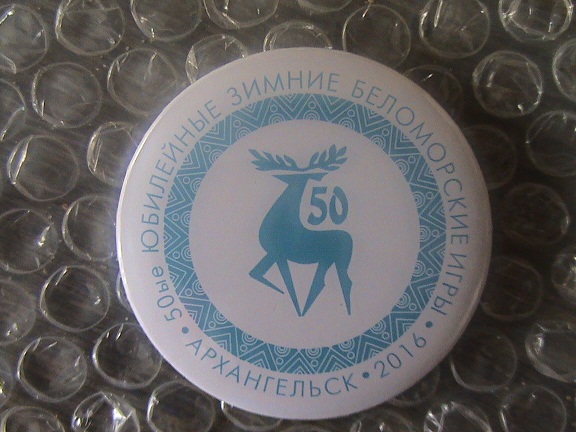 • 50ые ЮБИЛЕЙНЫЕ ЗИМНИЕ БЕЛОМОРСКИЕ ИГРЫ •
АРХАНГЕЛЬСК • 2016
50